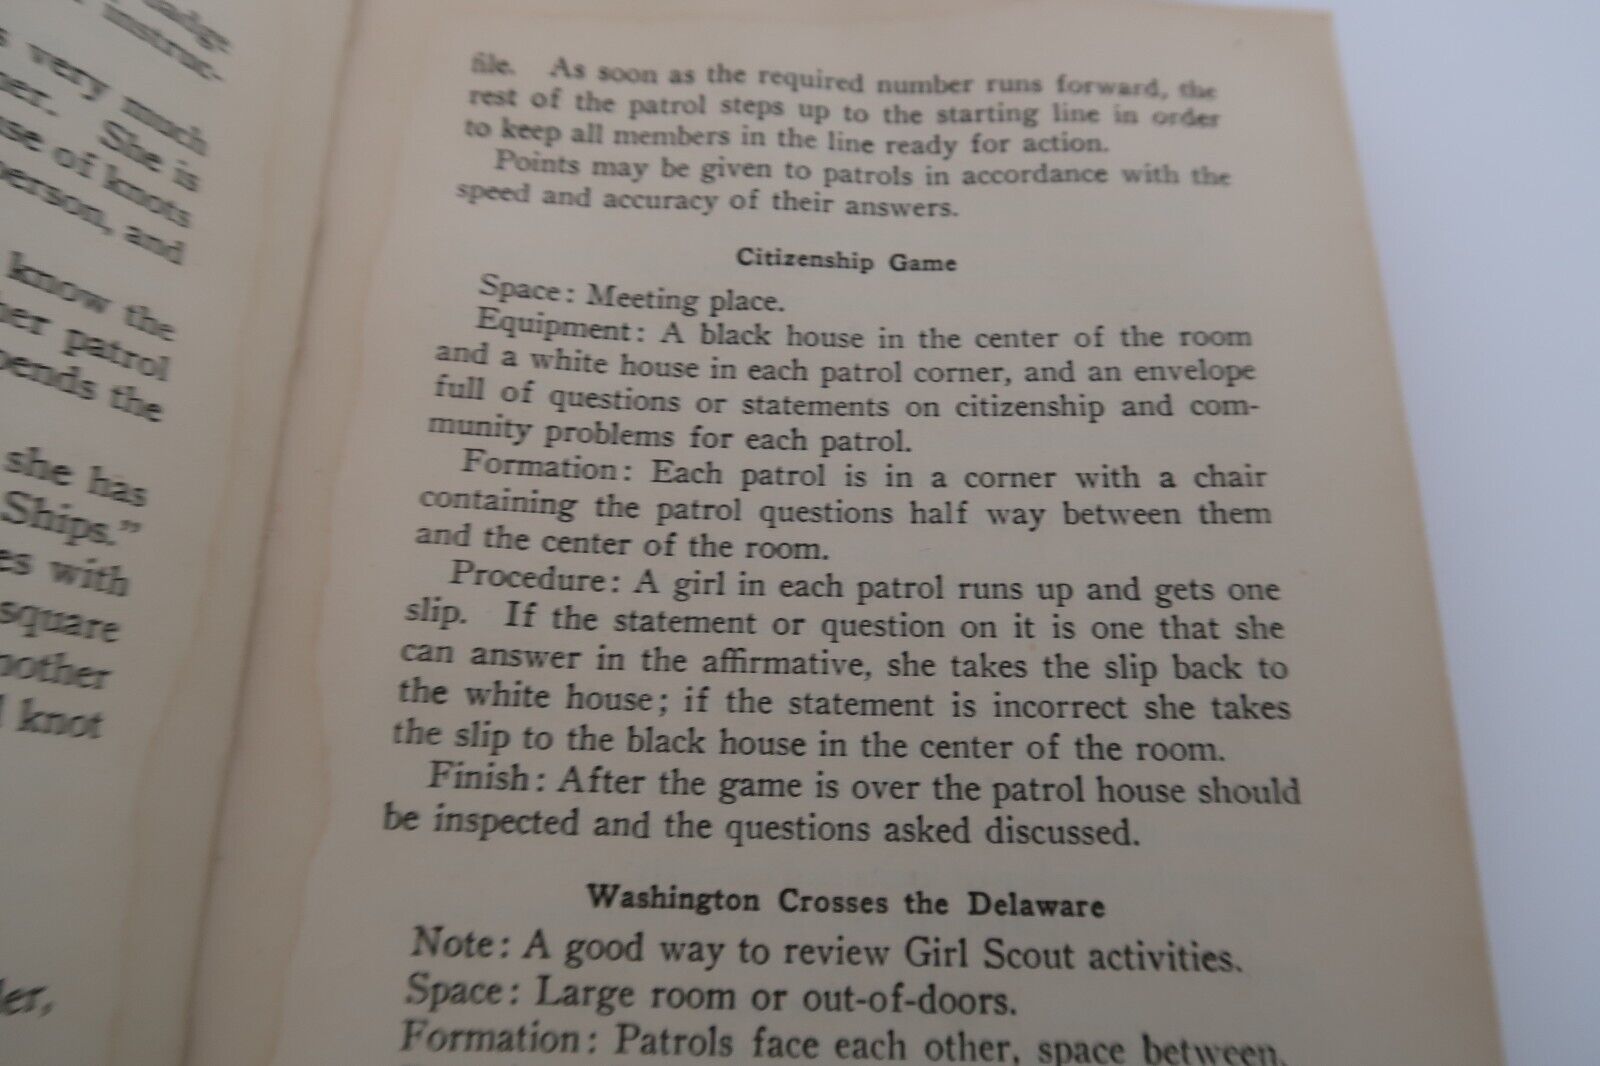 badge
instruc-
very much
She is
of knots
person, and
know the
her patrol
the
she has
Ships."
with
square
knot
file. As soon as the required number runs forward, the
rest of the patrol steps up to the starting line in order
to keep all members in the line ready for action.
Points may be given to patrols in accordance with the
speed and accuracy of their answers.
Citizenship Game
Space: Meeting place.
Equipment: A black house in the center of the room
and a white house in each patrol corner, and an envelope
full of questions or statements on citizenship and com-
munity problems for each patrol.
Formation: Each patrol is in a corner with a chair
containing the patrol questions half way between them
and the center of the room.
Procedure: A girl in each patrol runs up and gets one
slip. If the statement or question on it is one that she
can answer in the affirmative, she takes the slip back to
the white house; if the statement is incorrect she takes
the slip to the black house in the center of the room.
Finish: After the game is over the patrol house should
be inspected and the questions asked discussed.
Washington Crosses the Delaware
Note: A good way to review Girl Scout activities.
Space: Large room or out-of-doors.
Formation: Patrols face each other, space between.